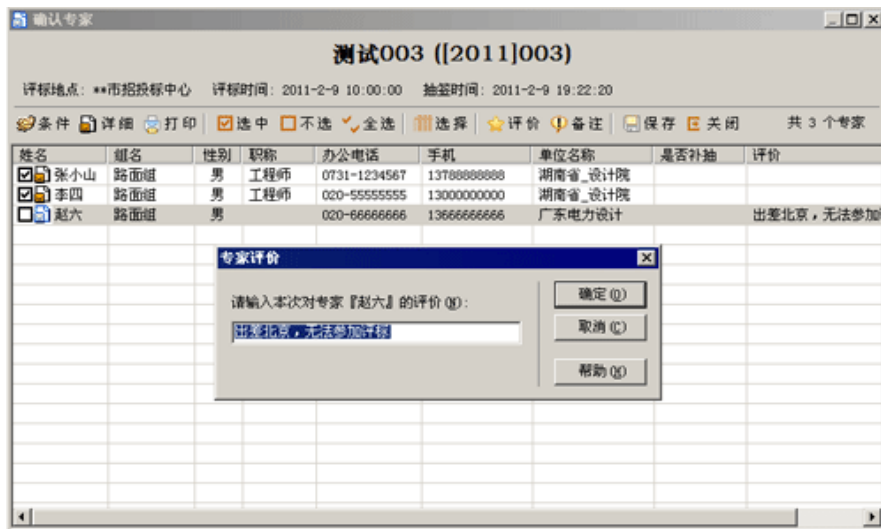 确认专家
测试003 ([2011]003)
评标地点: **市招投标中心 评标时间: 2011-2-9 10:00:00 抽签时间: 2011-2-9 19:22:20
条件 详细 打印 选中 不选 全选 选择 评价 备注 保存 关闭 共 3 个专家
姓名 组名 性别 职称 办公电话 手机 单位名称 是否补抽 评价
张小山 路面组 男 工程师 0731-1234567 13788888888 湖南省_设计院
李四 路面组 男 工程师 020-55555555 13000000000 湖南省_设计院
赵六 路面组 男 020-66666666 13666666666 广东电力设计 出差北京，无法参加
专家评价
请输入本次对专家『赵六』的评价(N):
出差北京，无法参加评标
确定(O)
取消(C)
帮助(H)